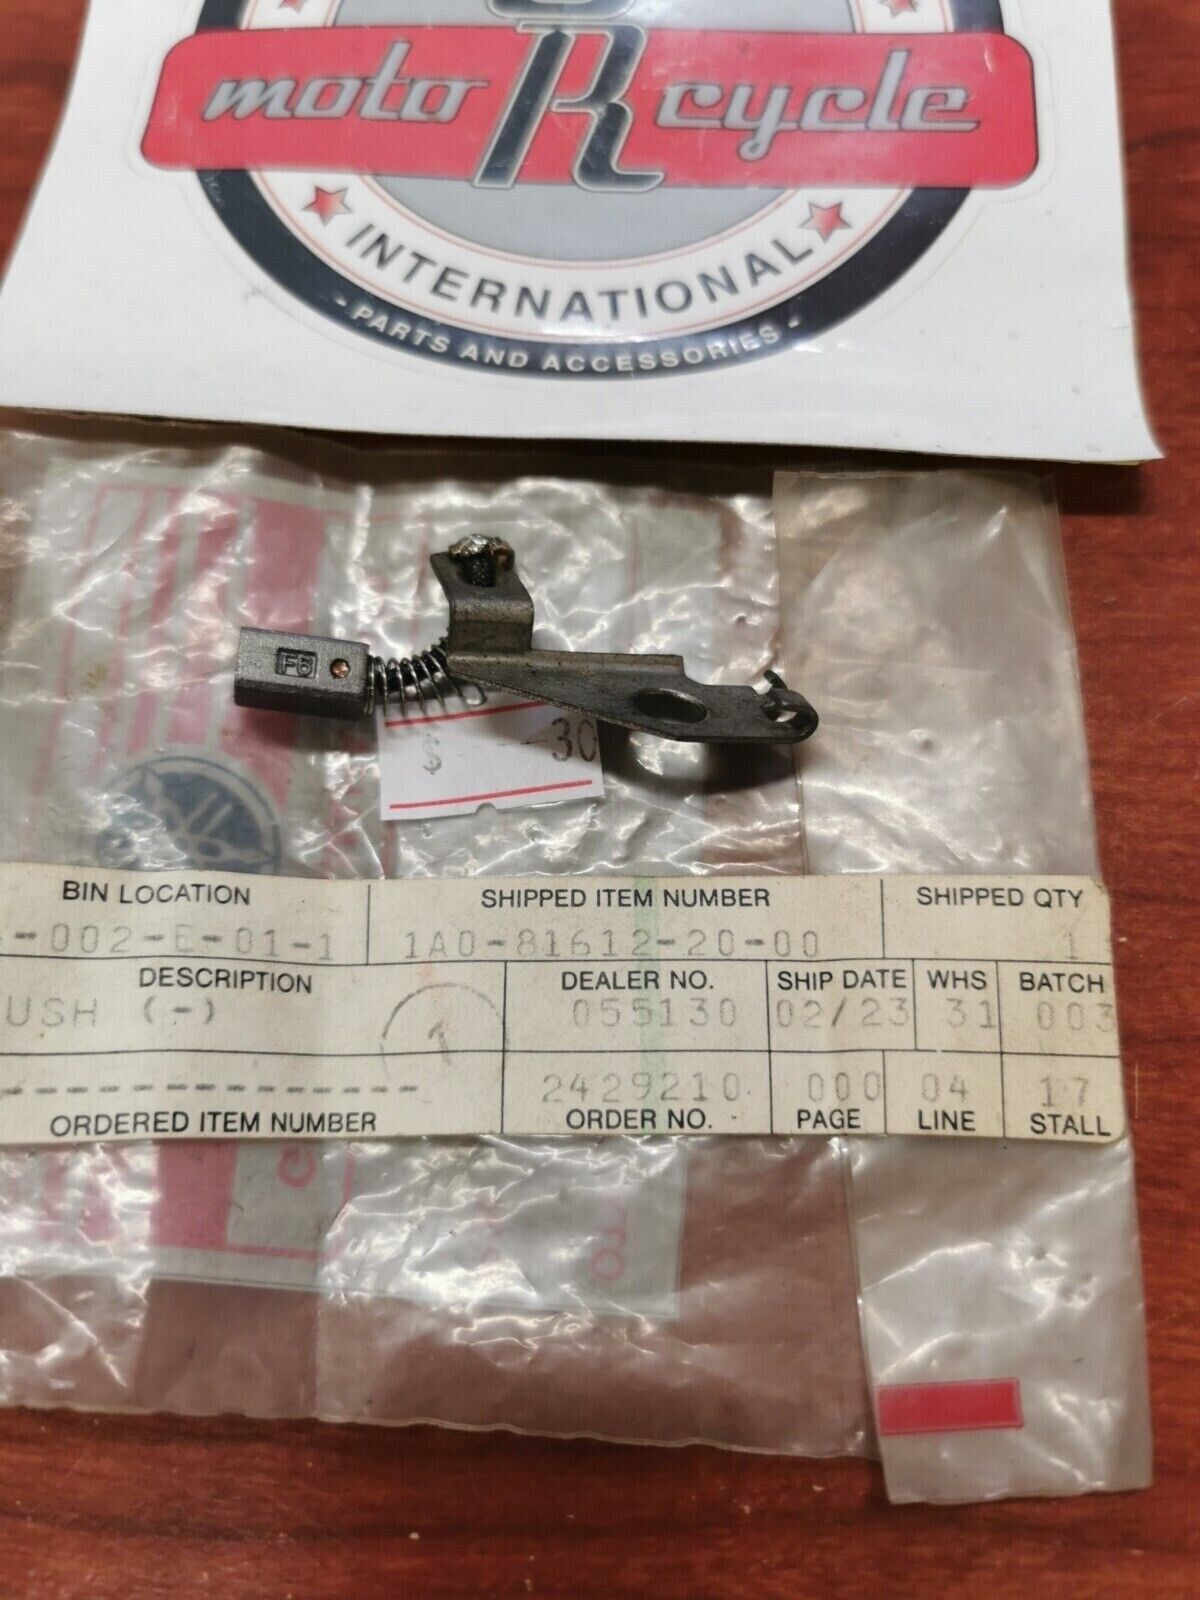 moto R cycle
INTERNATIONAL
- PARTS AND ACCESSORIES -
30
BIN LOCATION SHIPPED ITEM NUMBER SHIPPED QTY
-002-E-01-1 1A0-81612-20-00 1
DESCRIPTION DEALER NO. SHIP DATE WHS BATCH
USH (-) 055130 02/23 31 003
2429210 000 04 17
ORDERED ITEM NUMBER ORDER NO. PAGE LINE STALL